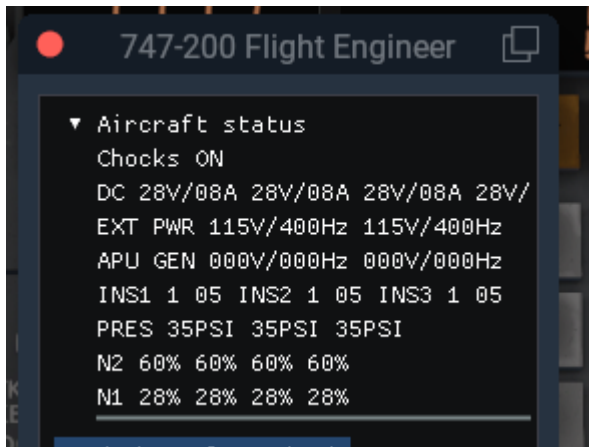 747-200 Flight Engineer
▼ Aircraft status
Chocks ON
DC 28V/08A 28V/08A 28V/08A 28V/
EXT PWR 115V/400Hz 115V/400Hz
APU GEN 000V/000Hz 000V/000Hz
INS1 1 05 INS2 1 05 INS3 1 05
PRES 35PSI 35PSI 35PSI
N2 60% 60% 60% 60%
N1 28% 28% 28% 28%